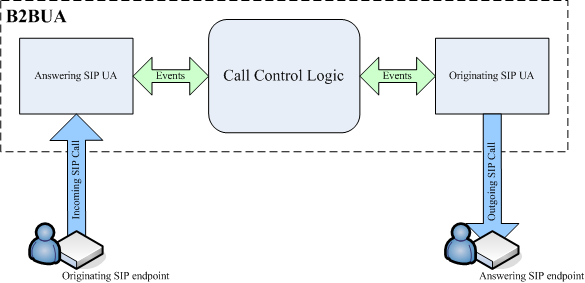 B2BUA
Answering SIP UA
Events
Call Control Logic
Events
Originating SIP UA
Incoming SIP Call
Outgoing SIP Call
Originating SIP endpoint
Answering SIP endpoint